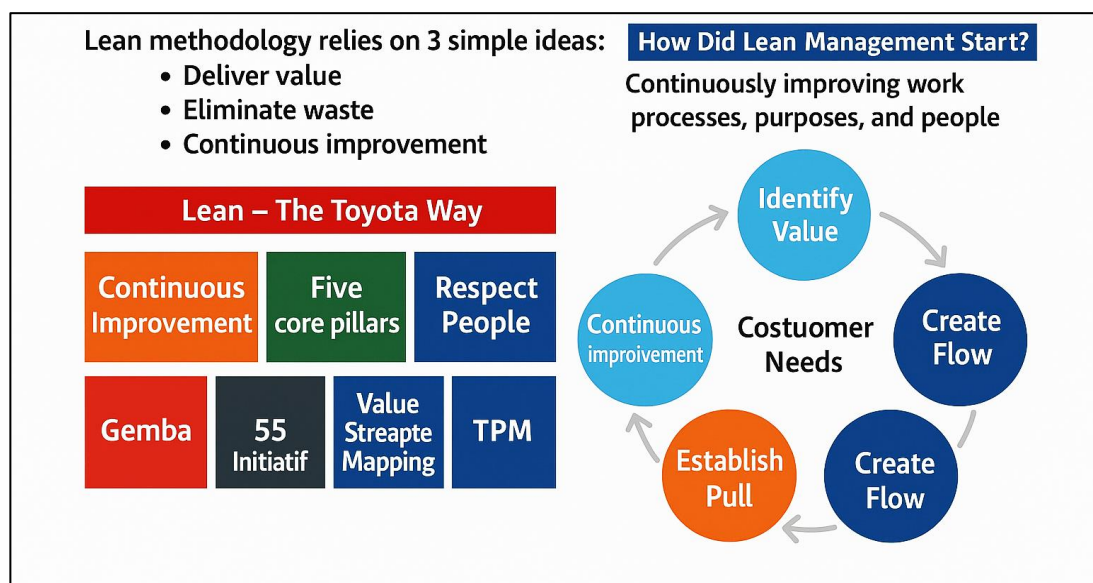 Lean methodology relies on 3 simple ideas:
• Deliver value
• Eliminate waste
• Continuous improvement
Lean – The Toyota Way
Continuous
Improvement
Five
core pillars
Respect
People
Gemba
55
Initiatif
Value
Streapte
Mapping
TPM
How Did Lean Management Start?
Continuously improving work
processes, purposes, and people
Identify
Value
Create
Flow
Create
Flow
Establish
Pull
Continuous
improivement
Costuomer
Needs